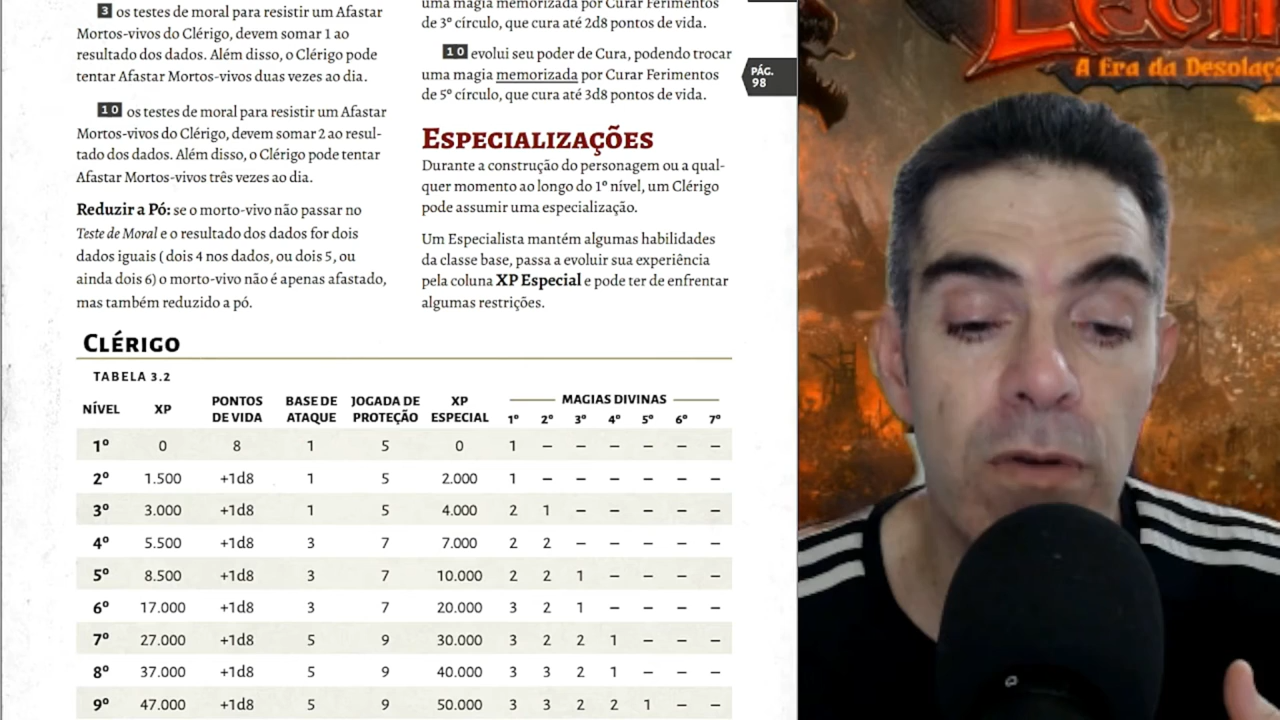 3 os testes de moral para resistir um Afastar
Mortos-vivos do Clérigo, devem somar 1 ao
resultado dos dados. Além disso, o Clérigo pode
tentar Afastar Mortos-vivos duas vezes ao dia.
10 os testes de moral para resistir um Afastar
Mortos-vivos do Clérigo, devem somar 2 ao resul-
tado dos dados. Além disso, o Clérigo pode tentar
Afastar Mortos-vivos três vezes ao dia.
Reduzir a Pó: se o morto-vivo não passar no
Teste de Moral e o resultado dos dados for dois
dados iguais ( dois 4 nos dados, ou dois 5, ou
ainda dois 6) o morto-vivo não é apenas afastado,
mas também reduzido a pó.
uma magia memorizada por Curar Ferimentos
de 3º círculo, que cura até 2d8 pontos de vida.
10 evolui seu poder de Cura, podendo trocar
uma magia memorizada por Curar Ferimentos
de 5º círculo, que cura até 3d8 pontos de vida.
PÁG.
98
ESPECIALIZAÇÕES
Durante a construção do personagem ou a qual-
quer momento ao longo do 1º nível, um Clérigo
pode assumir uma especialização.
Um Especialista mantém algumas habilidades
da classe base, passa a evoluir sua experiência
pela coluna XP Especial e pode ter de enfrentar
algumas restrições.
CLÉRIGO
TABELA 3.2
NÍVEL XP PONTOS DE VIDA BASE DE ATAQUE JOGADA DE PROTEÇÃO XP ESPECIAL MAGIAS DIVINAS
1º 2º 3º 4º 5º 6º 7º
1º 0 8 1 5 0 1 – – – – – –
2º 1.500 +1d8 1 5 2.000 1 – – – – – –
3º 3.000 +1d8 1 5 4.000 2 1 – – – – –
4º 5.500 +1d8 3 7 7.000 2 2 – – – – –
5º 8.500 +1d8 3 7 10.000 2 2 1 – – – –
6º 17.000 +1d8 3 7 20.000 3 2 1 – – – –
7º 27.000 +1d8 5 9 30.000 3 2 2 1 – – –
8º 37.000 +1d8 5 9 40.000 3 3 2 1 – – –
9º 47.000 +1d8 5 9 50.000 3 3 2 2 1 – –
A Era da